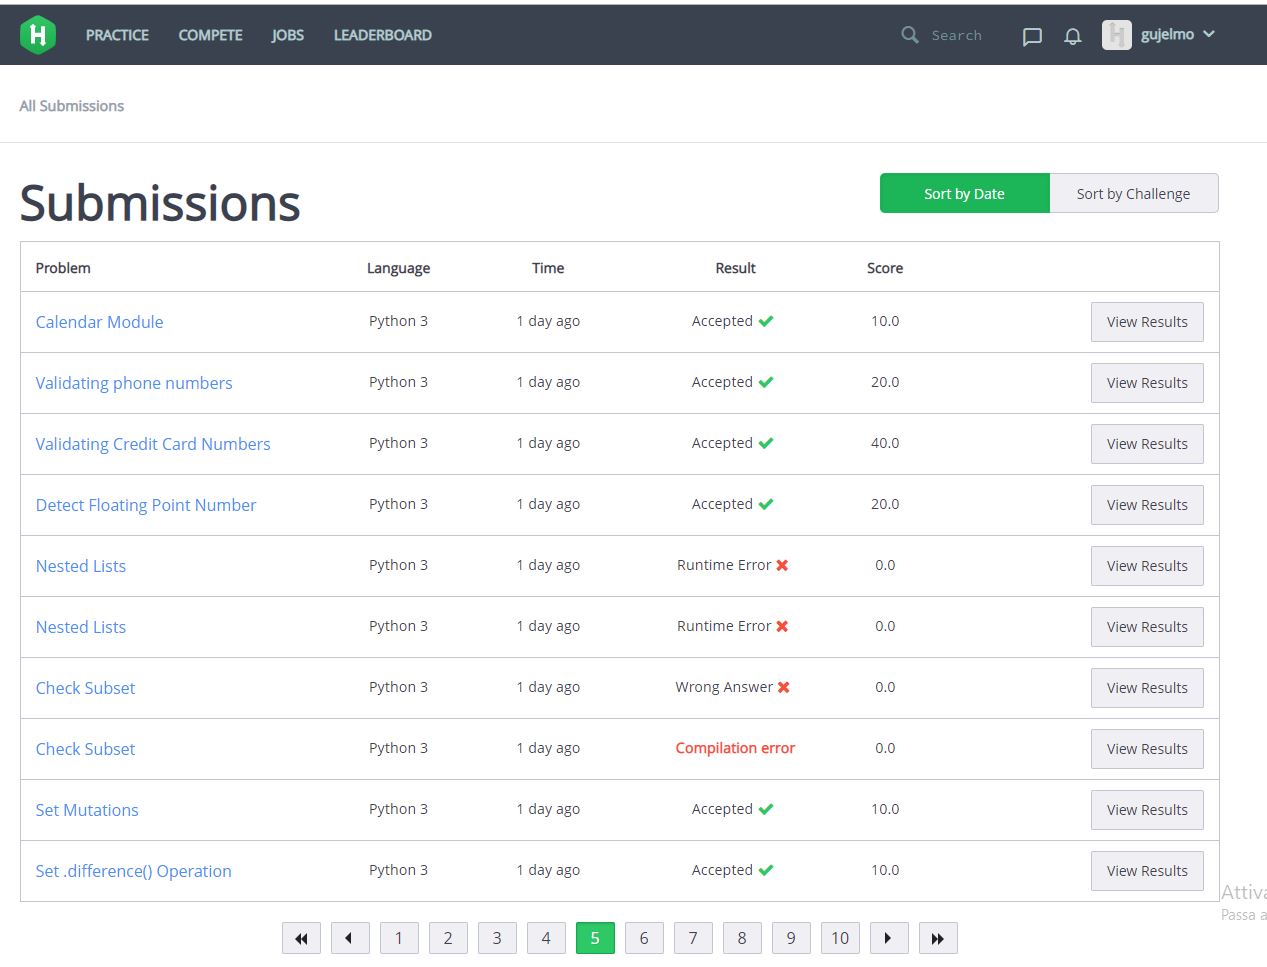 H PRACTICE COMPETE JOBS LEADERBOARD Search H gujelmo
All Submissions
Submissions
Sort by Date Sort by Challenge
Problem Language Time Result Score
Calendar Module Python 3 1 day ago Accepted 10.0 View Results
Validating phone numbers Python 3 1 day ago Accepted 20.0 View Results
Validating Credit Card Numbers Python 3 1 day ago Accepted 40.0 View Results
Detect Floating Point Number Python 3 1 day ago Accepted 20.0 View Results
Nested Lists Python 3 1 day ago Runtime Error 0.0 View Results
Nested Lists Python 3 1 day ago Runtime Error 0.0 View Results
Check Subset Python 3 1 day ago Wrong Answer 0.0 View Results
Check Subset Python 3 1 day ago Compilation error 0.0 View Results
Set Mutations Python 3 1 day ago Accepted 10.0 View Results
Set .difference() Operation Python 3 1 day ago Accepted 10.0 View Results
Attiva
Passa a
1 2 3 4 5 6 7 8 9 10